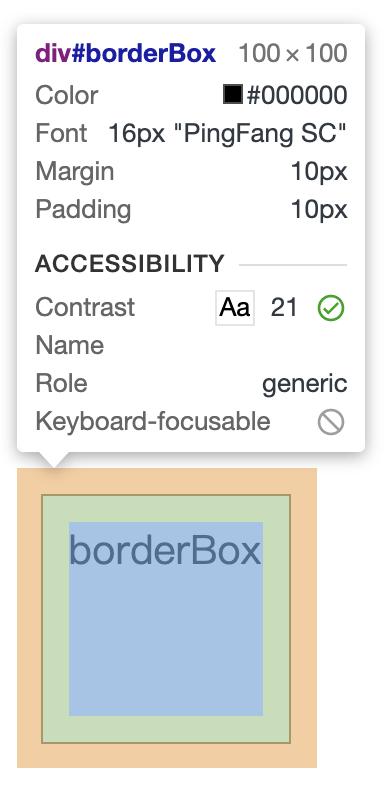 div#borderBox 100 × 100
Color #000000
Font 16px "PingFang SC"
Margin 10px
Padding 10px
ACCESSIBILITY
Contrast Aa 21
Name
Role generic
Keyboard-focusable
borderBox